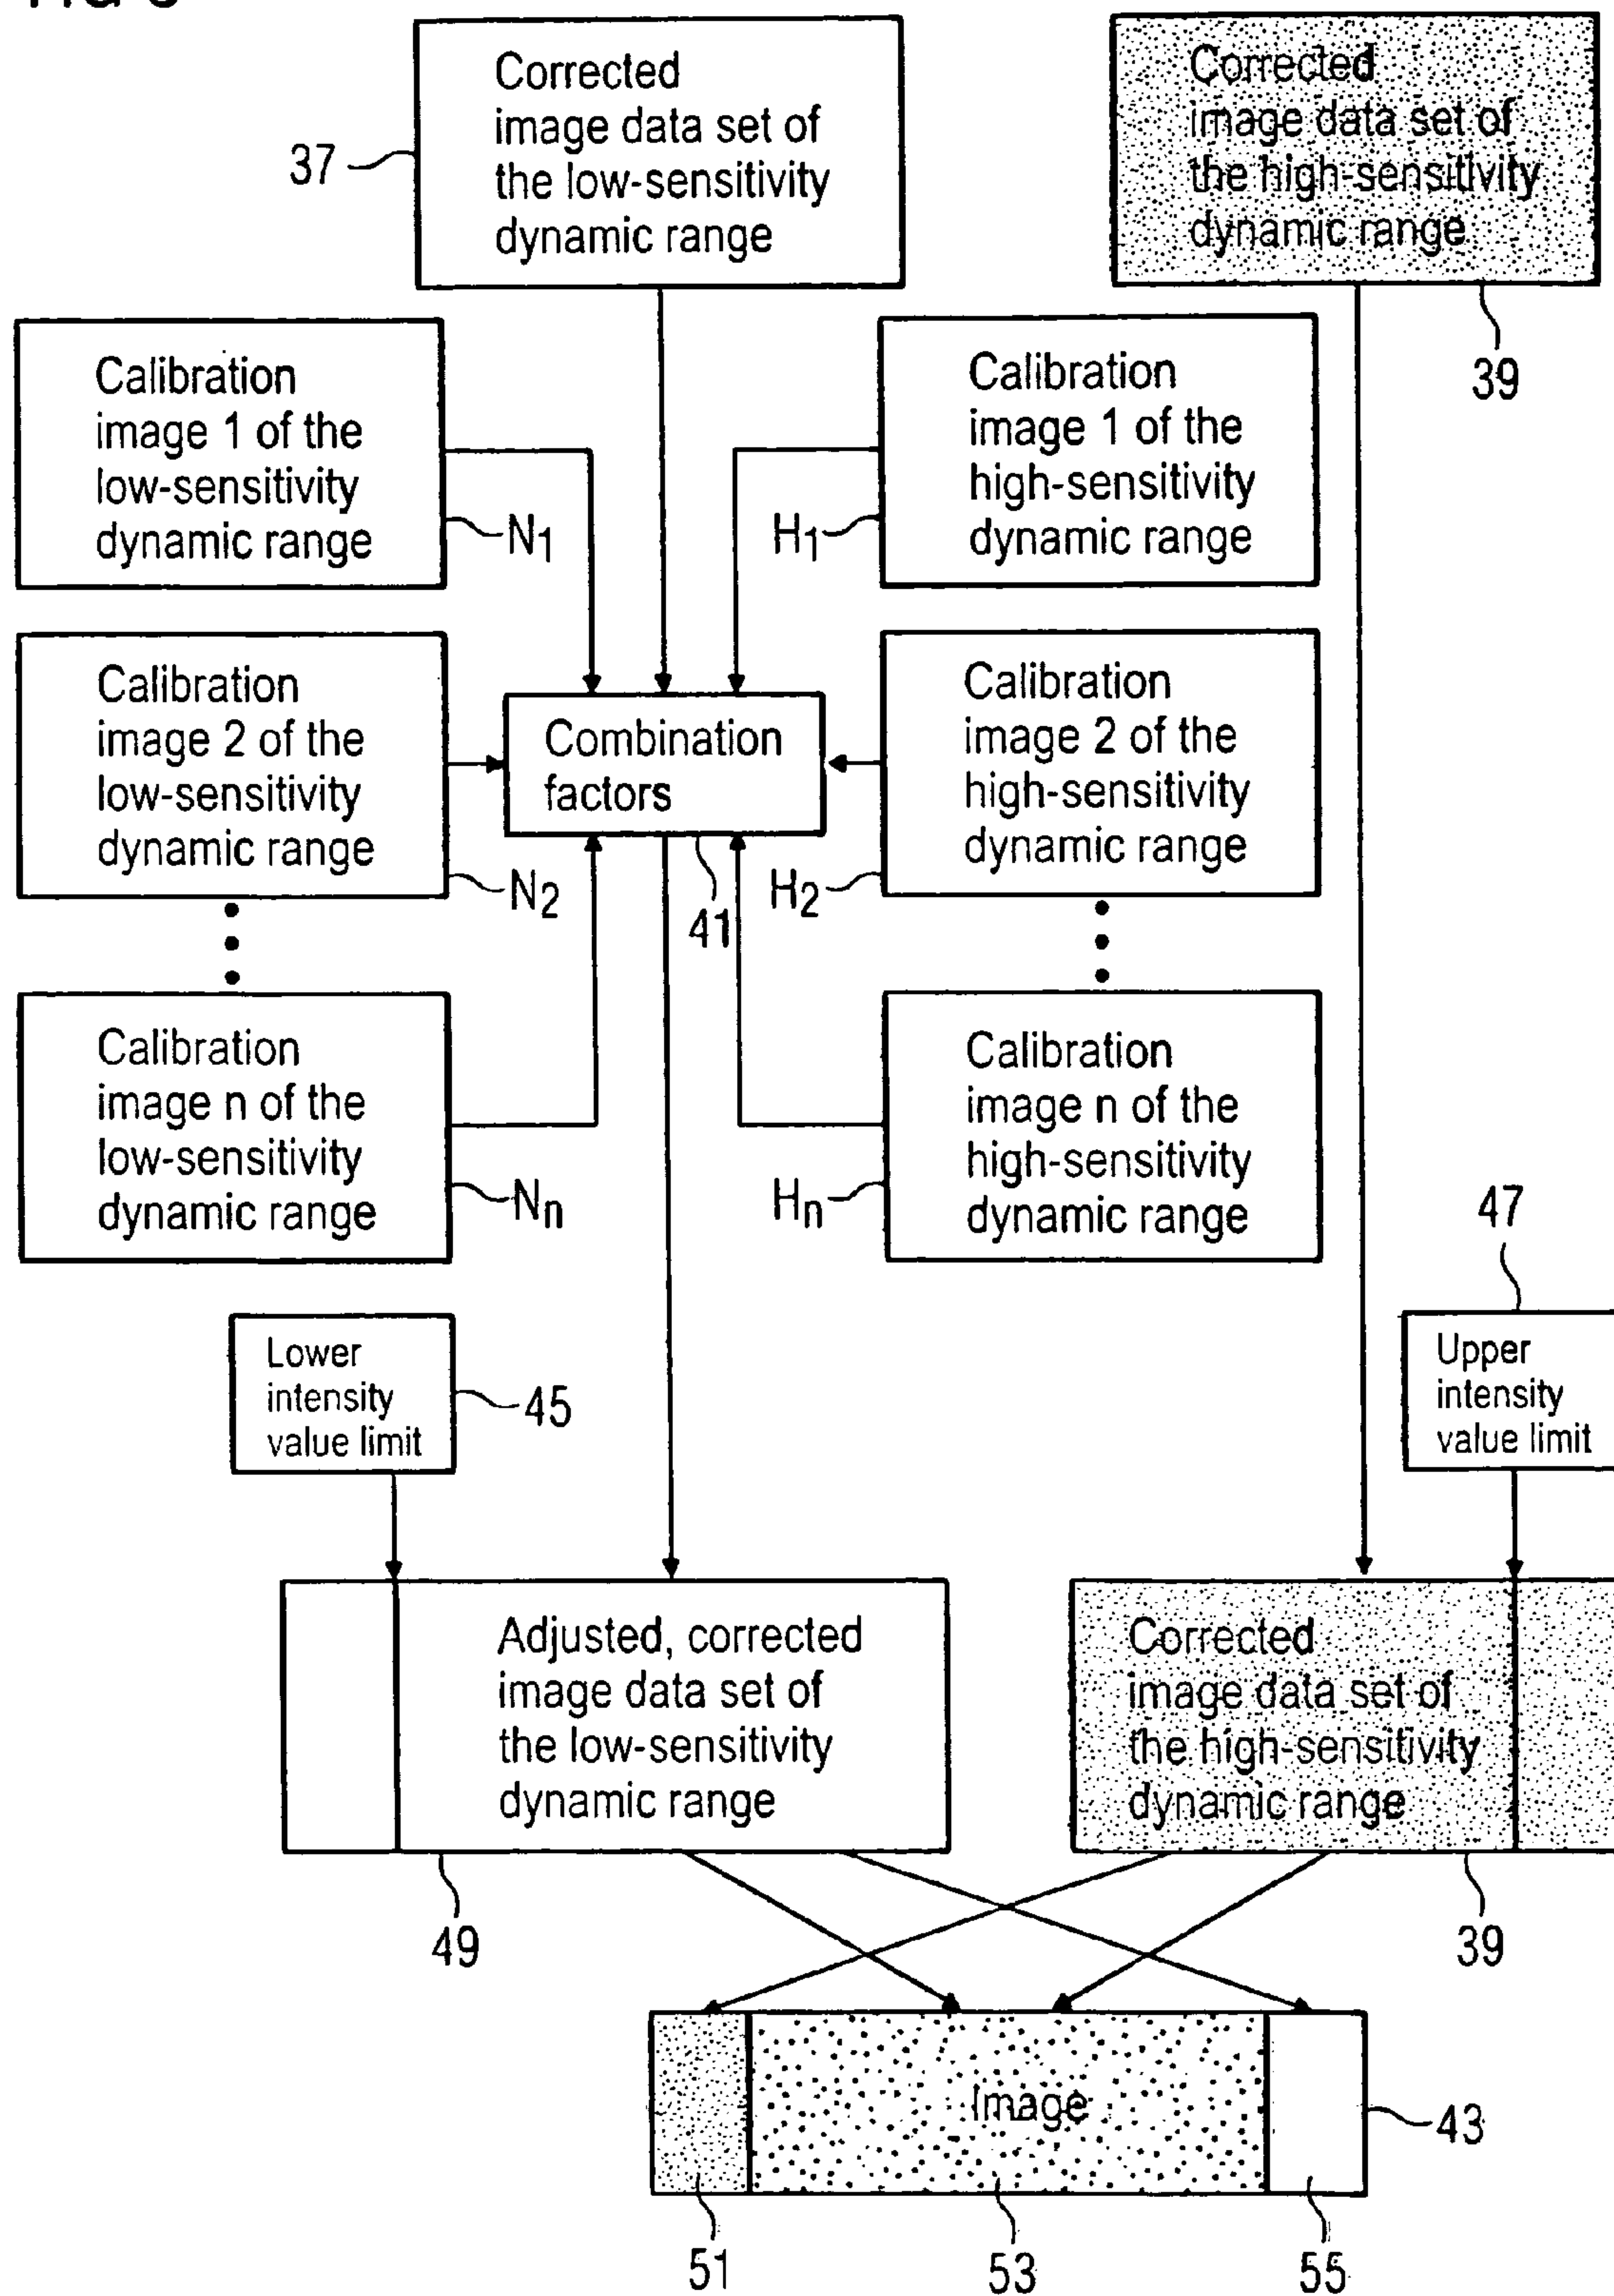 Corrected
image data set of
the low-sensitivity
dynamic range
37
Corrected
image data set of
the high-sensitivity
dynamic range
39
Calibration
image 1 of the
low-sensitivity
dynamic range
N1
Calibration
image 1 of the
high-sensitivity
dynamic range
H1
Calibration
image 2 of the
low-sensitivity
dynamic range
N2
Combination
factors
41
Calibration
image 2 of the
high-sensitivity
dynamic range
H2
Calibration
image n of the
low-sensitivity
dynamic range
Nn
Calibration
image n of the
high-sensitivity
dynamic range
Hn
47
Lower
intensity
value limit
45
Upper
intensity
value limit
Adjusted, corrected
image data set of
the low-sensitivity
dynamic range
49
Corrected
image data set of
the high-sensitivity
dynamic range
39
Image
43
51
53
55